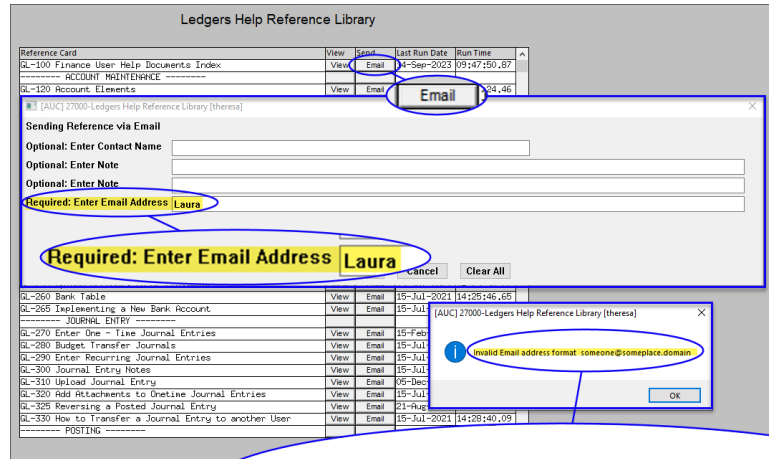 Ledgers Help Reference Library
Reference Card View Send Last Run Date Run Time
GL-100 Finance User Help Documents Index View Email 14-Sep-2023 09:47:50.87
-------- ACCOUNT MAINTENANCE --------
GL-120 Account Elements View Email 24.46
Email
[AUC] 27000-Ledgers Help Reference Library [theresa]
Sending Reference via Email
Optional: Enter Contact Name
Optional: Enter Note
Optional: Enter Note
Required: Enter Email Address Laura
Required: Enter Email Address Laura
Cancel Clear All
GL-260 Bank Table View Email 15-Jul-2021 14:25:46.65
GL-265 Implementing a New Bank Account View Email 15-Jul
-------- JOURNAL ENTRY --------
[AUC] 27000-Ledgers Help Reference Library [theresa]
GL-270 Enter One - Time Journal Entries View Email 15-Feb
GL-280 Budget Transfer Journals View Email 15-Jul
GL-290 Enter Recurring Journal Entries View Email 15-Jul
Invalid Email address format someone@someplace.domain
GL-300 Journal Entry Notes View Email 15-Jul
GL-310 Upload Journal Entry View Email 05-Dec
GL-320 Add Attachments to Onetime Journal Entries View Email 15-Jul
OK
GL-325 Reversing a Posted Journal Entry View Email 21-Aug
GL-330 How to Transfer a Journal Entry to another User View Email 15-Jul-2021 14:28:40.09
-------- POSTING --------